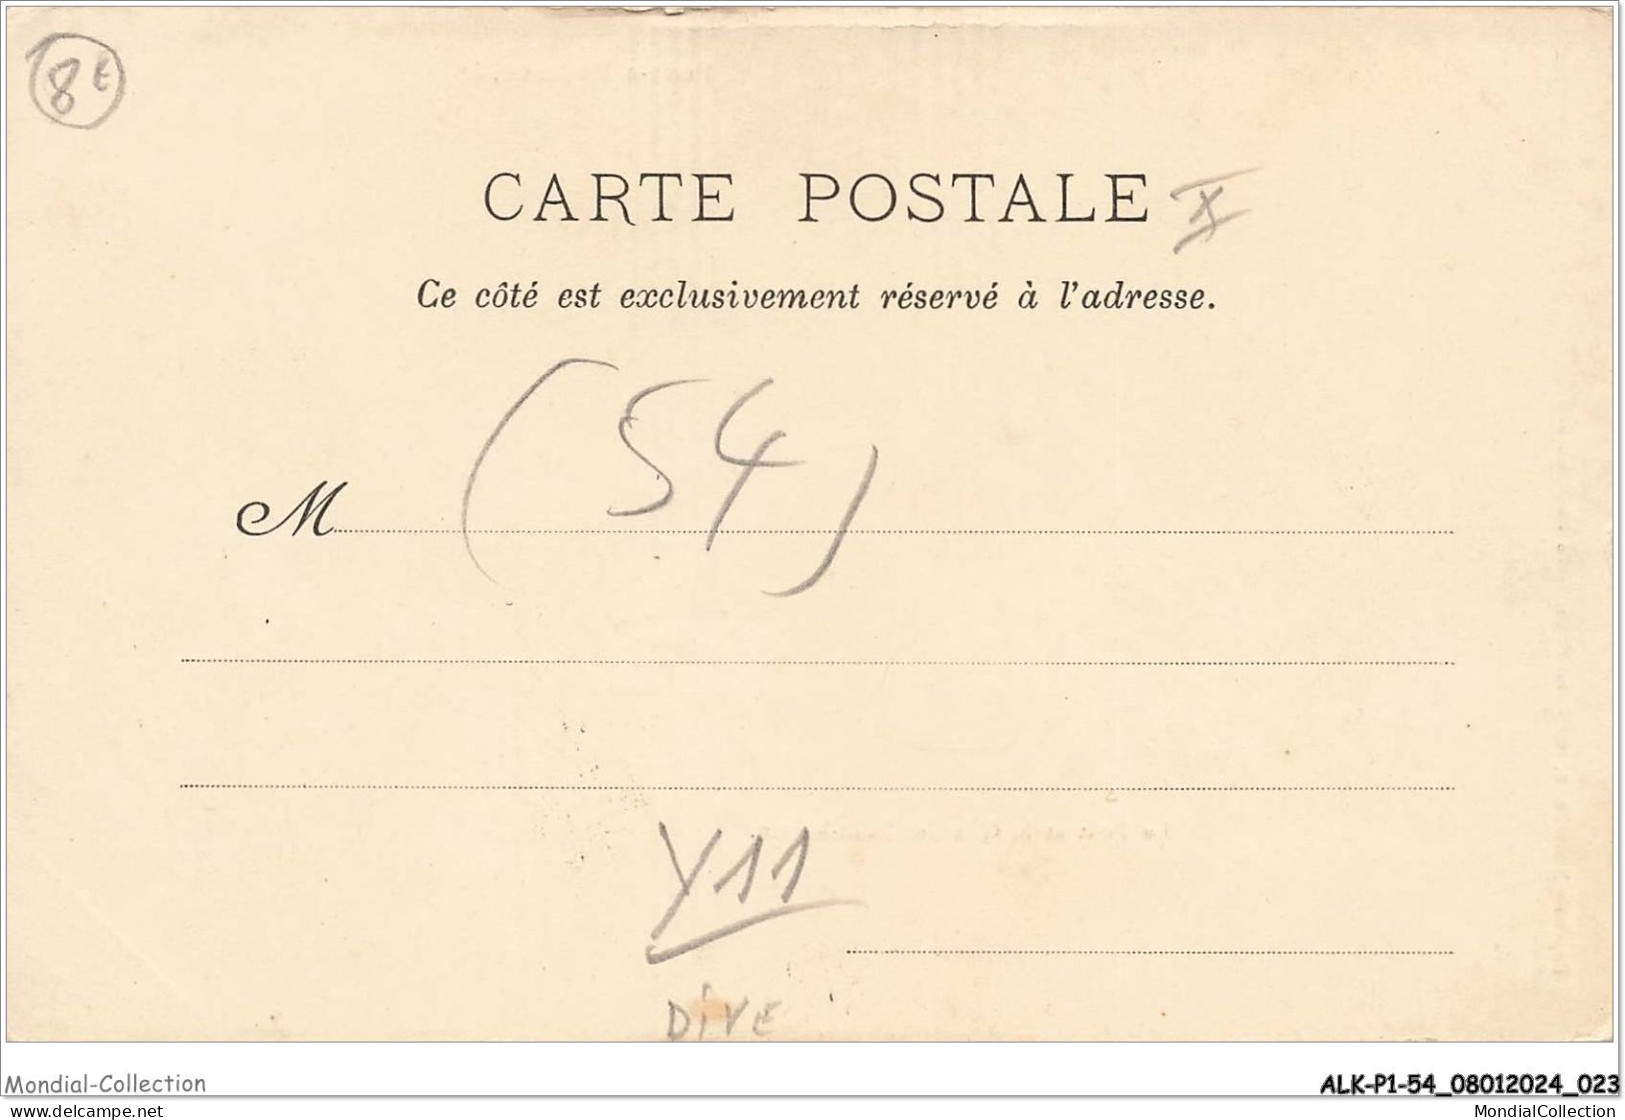 8€
CARTE POSTALE X
Ce côté est exclusivement réservé à l'adresse.
(54)
M
Y11
DIVE
Mondial-Collection
ALK-P1-54_08012024_023
www.delcampe.net
MondialCollection